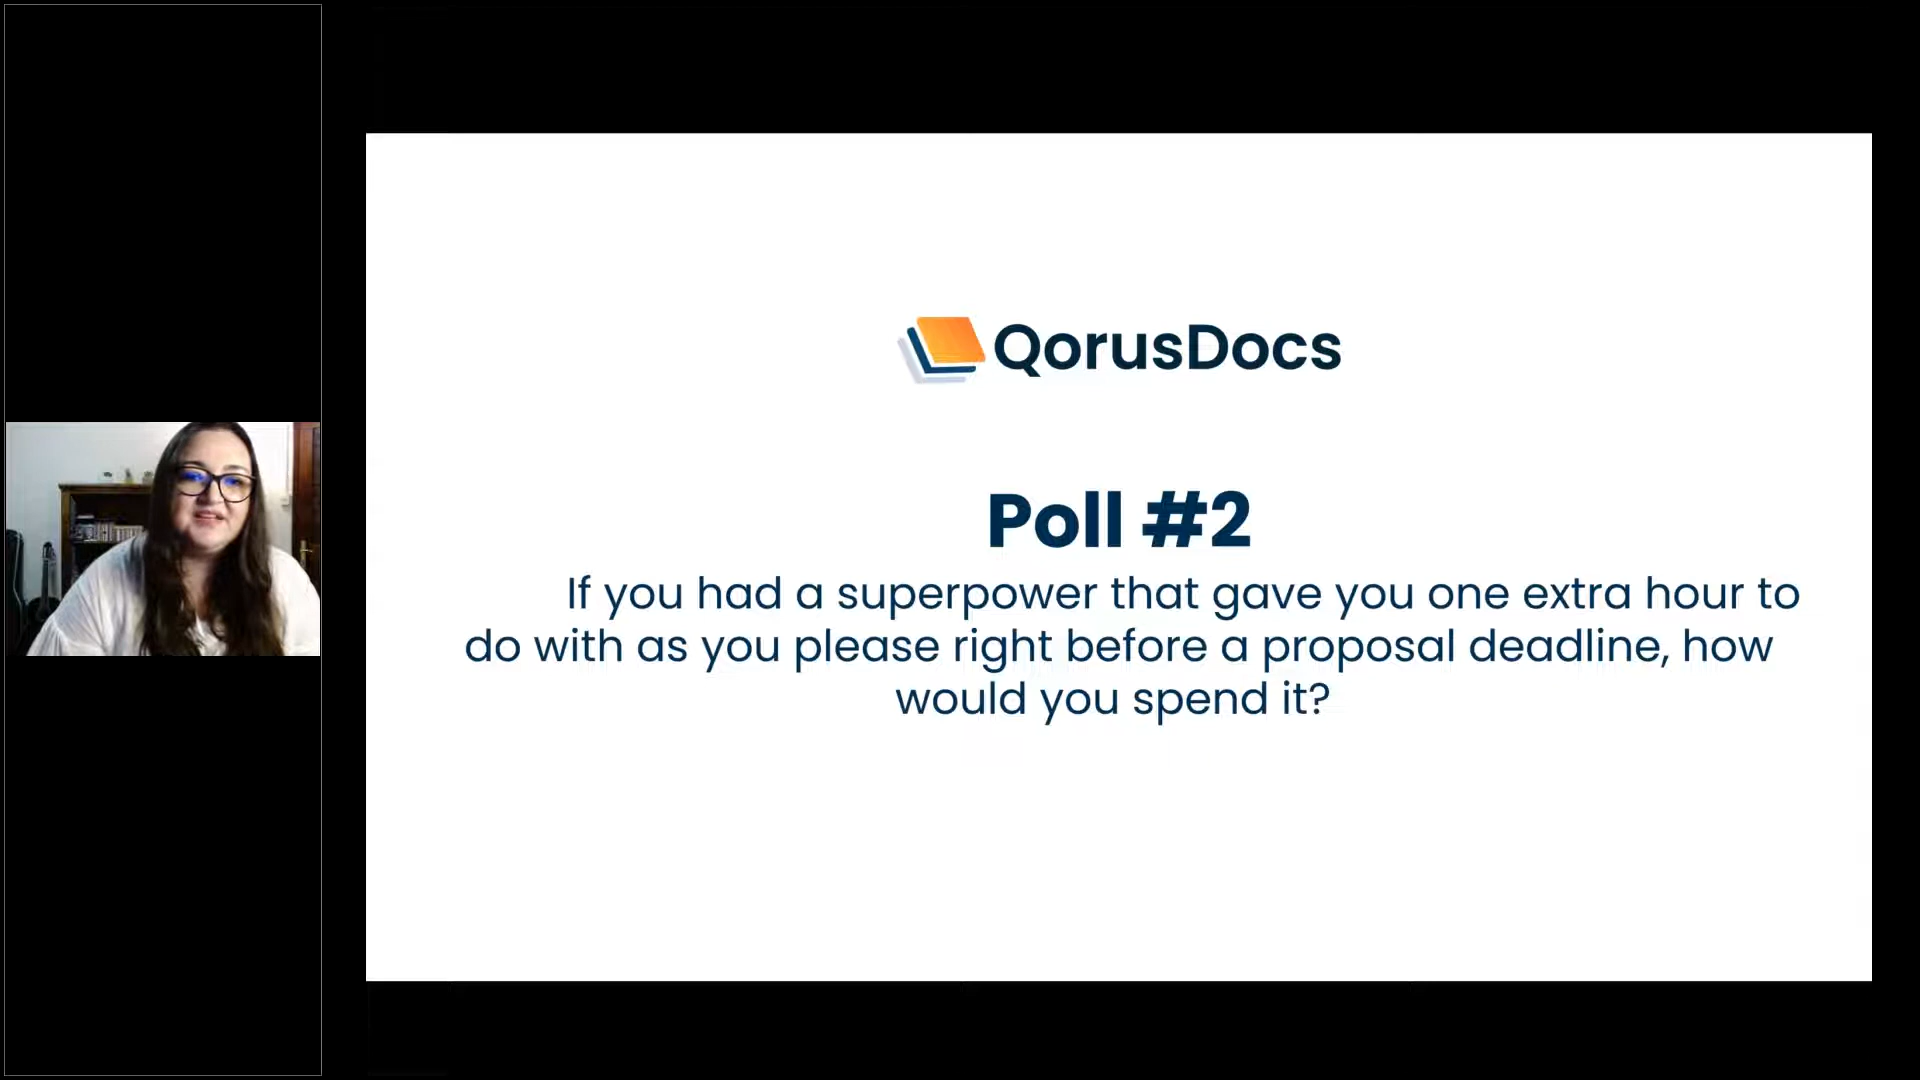 QorusDocs
Poll #2
If you had a superpower that gave you one extra hour to
do with as you please right before a proposal deadline, how
would you spend it?